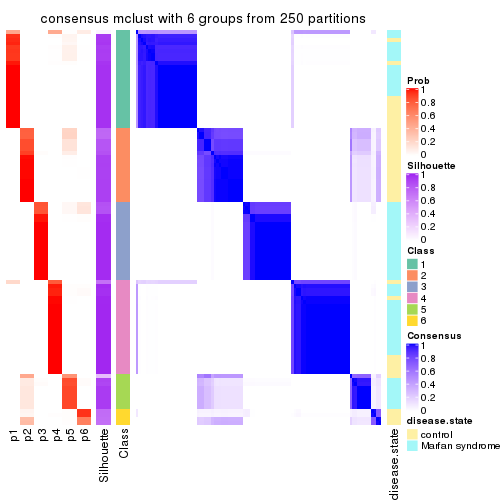 consensus mclust with 6 groups from 250 partitions
Prob
1
0.8
0.6
0.4
0.2
0
Silhouette
1
0.8
0.6
0.4
0.2
0
Class
1
2
3
4
5
6
Consensus
1
0.8
0.6
0.4
0.2
0
disease.state
control
Marfan syndrome
p1
p2
p3
p4
p5
p6
Silhouette
Class
disease.state